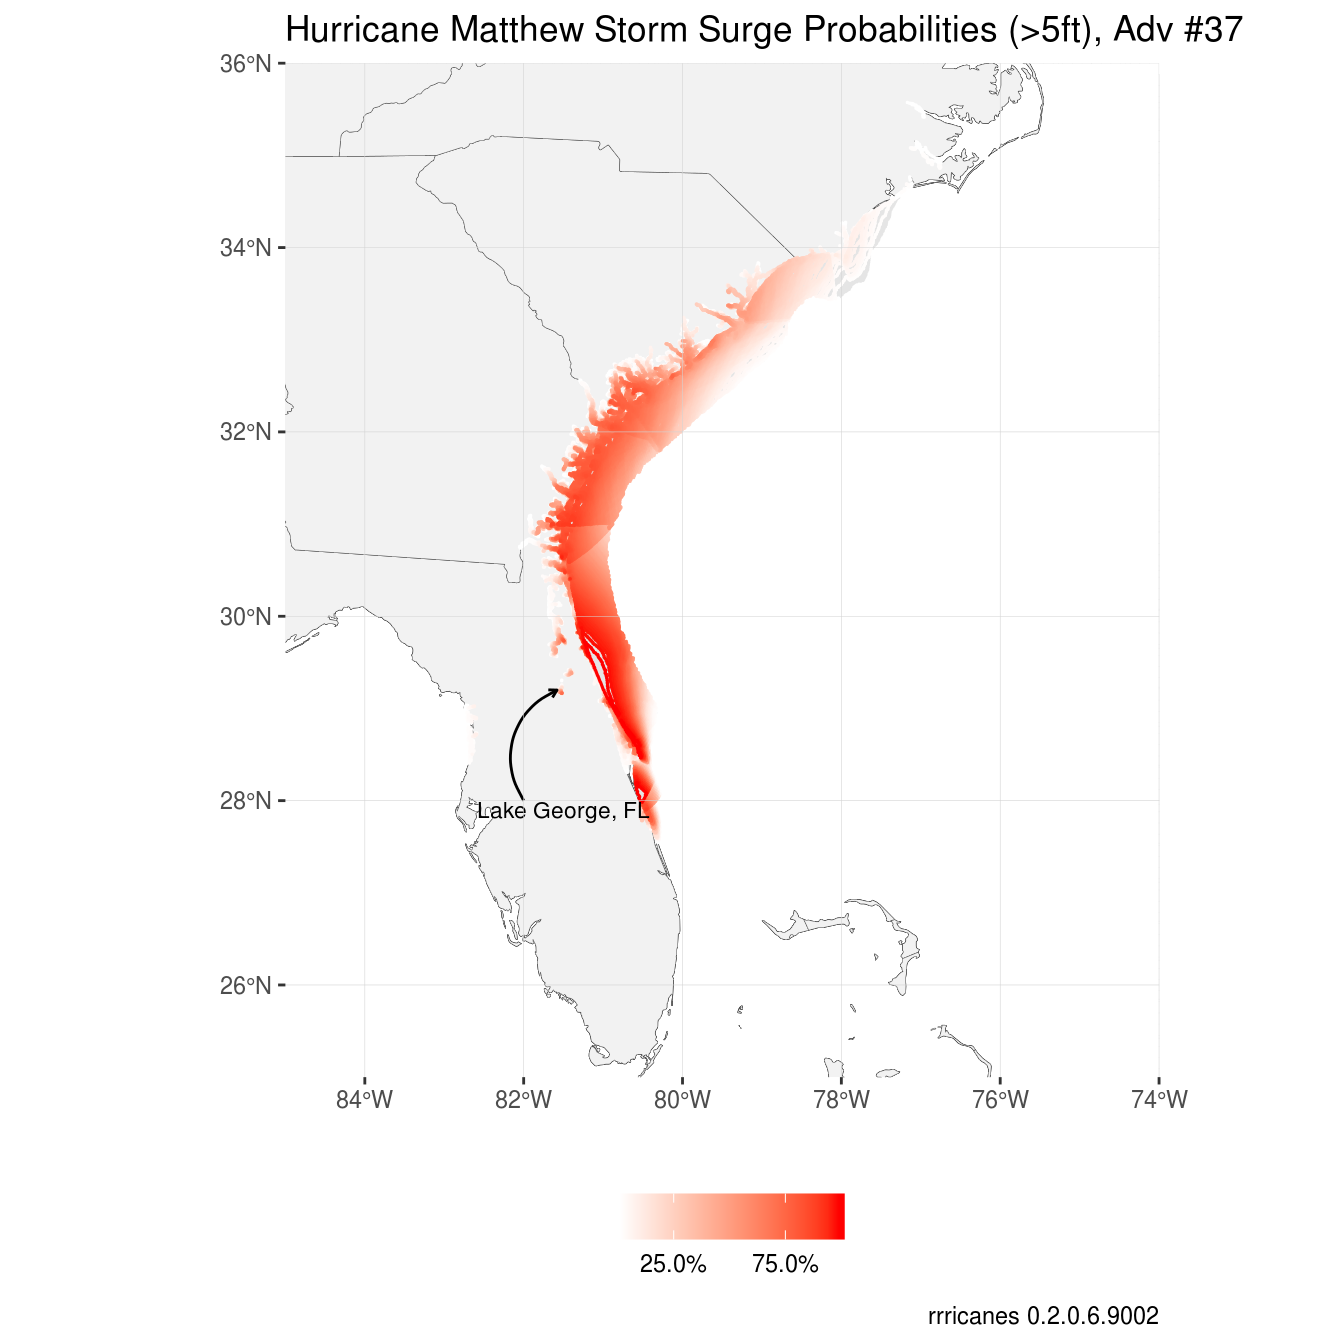 Hurricane Matthew Storm Surge Probabilities (>5ft), Adv #37
36°N
34°N
32°N
30°N
28°N
26°N
Lake George, FL
84°W 82°W 80°W 78°W 76°W 74°W
25.0% 75.0%
rrricanes 0.2.0.6.9002